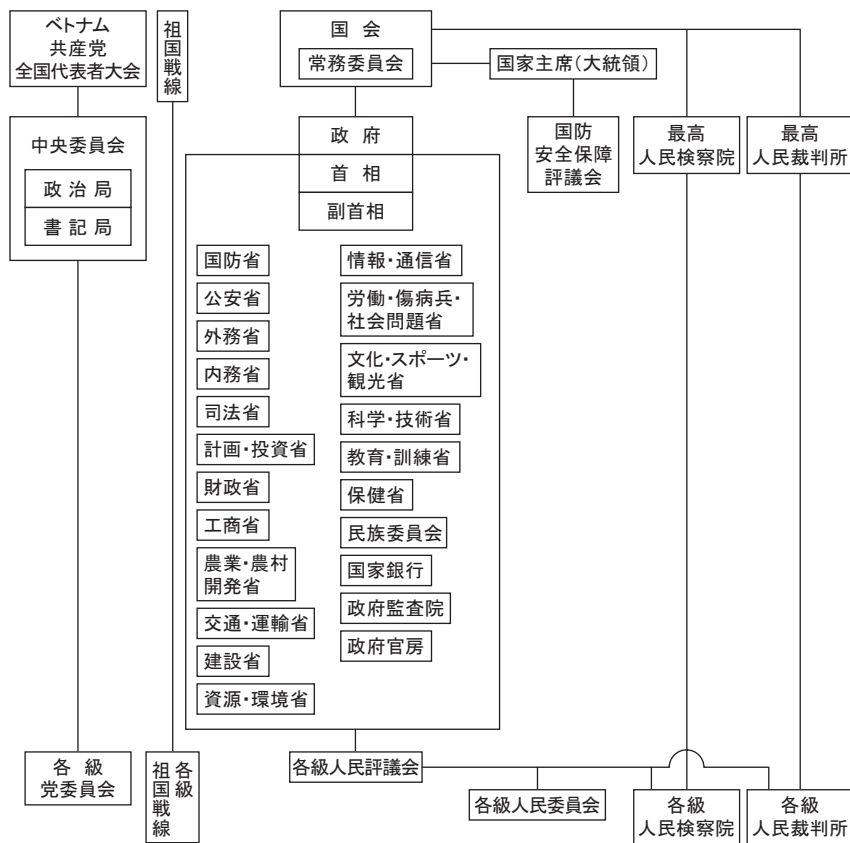 ベトナム
共産党
全国代表者大会
祖国戦線
国会
常務委員会
国家主席(大統領)
中央委員会
政治局
書記局
政府
首相
副首相
国防
安全保障
評議会
最高
人民検察院
最高
人民裁判所
国防省
公安省
外務省
内務省
司法省
計画・投資省
財政省
工商省
農業・農村
開発省
交通・運輸省
建設省
資源・環境省
情報・通信省
労働・傷病兵・
社会問題省
文化・スポーツ・
観光省
科学・技術省
教育・訓練省
保健省
民族委員会
国家銀行
政府監査院
政府官房
各級
党委員会
各級
祖国戦線
各級人民評議会
各級人民委員会
各級
人民検察院
各級
人民裁判所